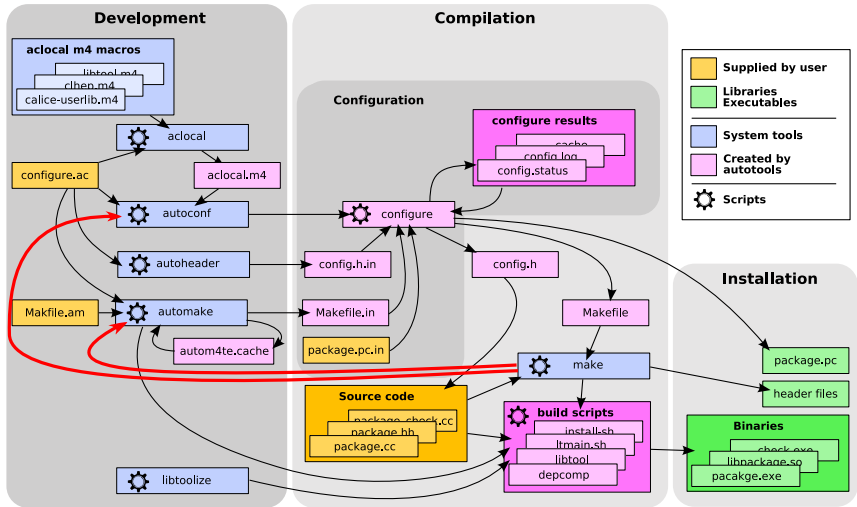 Development
Compilation
aclocal m4 macros
libtool.m4
clhep.m4
calice-userlib.m4
aclocal
configure.ac
aclocal.m4
autoconf
autoheader
Makfile.am
automake
autom4te.cache
libtoolize
Configuration
configure results
cache
config.log
config.status
configure
config.h.in
config.h
Makefile.in
Makefile
package.pc.in
make
Source code
package-check.cc
package.hh
package.cc
build scripts
install-sh
ltmain.sh
libtool
depcomp
Supplied by user
Libraries
Executables
System tools
Created by
autotools
Scripts
Installation
package.pc
header files
Binaries
check.exe
libpackage.so
pacakge.exe